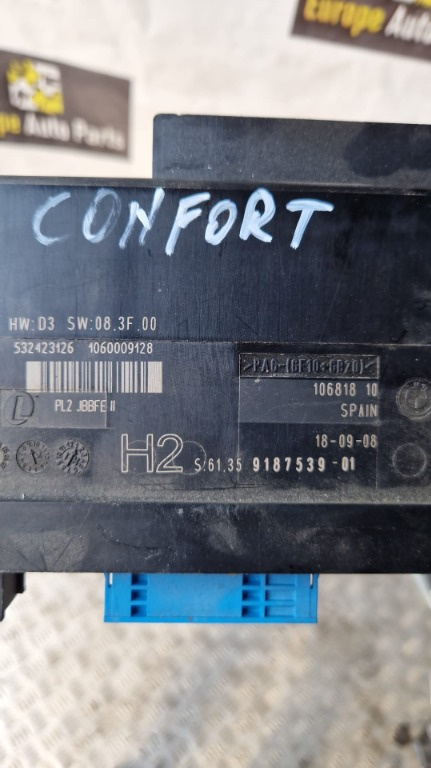 Europe Auto
Europe Auto Parts
CONFORT
HW:D3 SW:08.3F.00
532423126 1060009128
>PA6-(GF10+GB20)<
106818 10
PL2 JBBFE II
SPAIN
18-09-08
H2 S:61.35 9187539-01